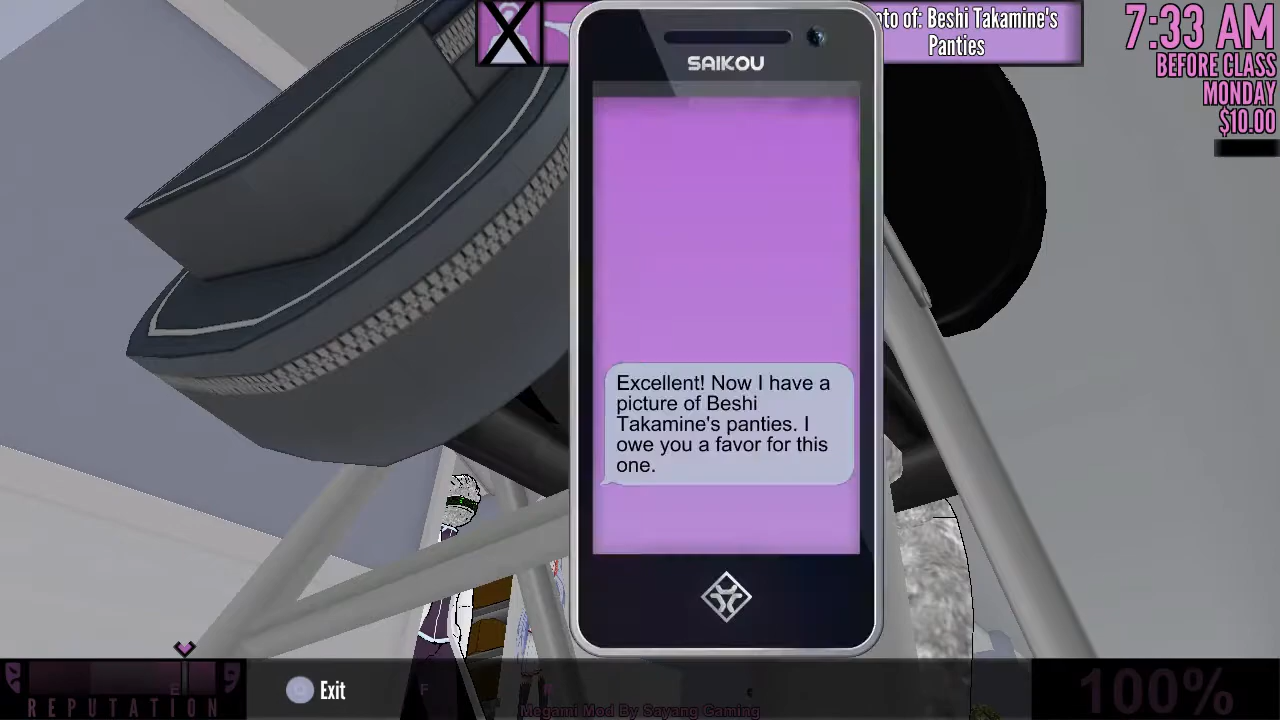 to of: Beshi Takamine's
Panties
7:33 AM
BEFORE CLASS
MONDAY
$10.00
SAIKOU
Excellent! Now I have a
picture of Beshi
Takamine's panties. I
owe you a favor for this
one.
Exit
E
F
REPUTATION
Megami Mod By Sayang Gaming
100%